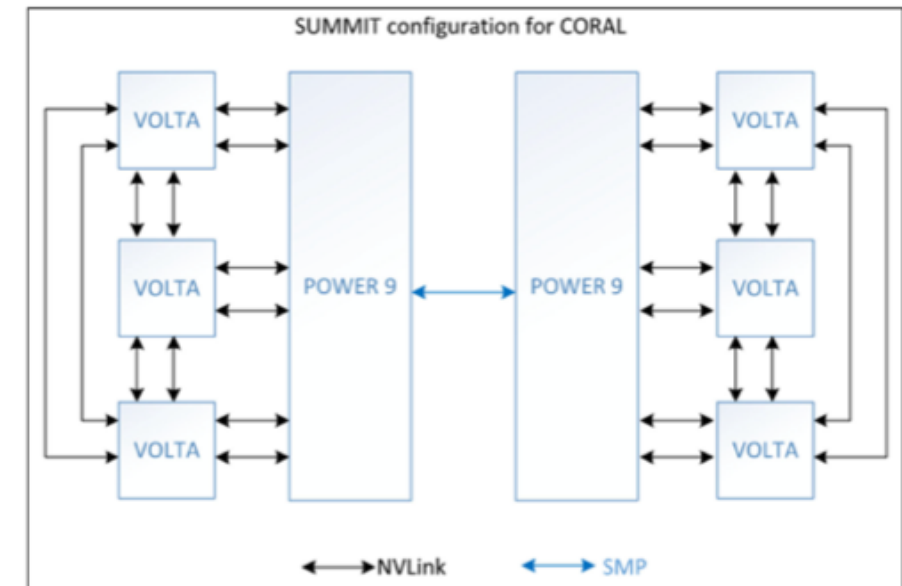 SUMMIT configuration for CORAL
VOLTA
VOLTA
VOLTA
POWER 9
POWER 9
VOLTA
VOLTA
VOLTA
NVLink
SMP